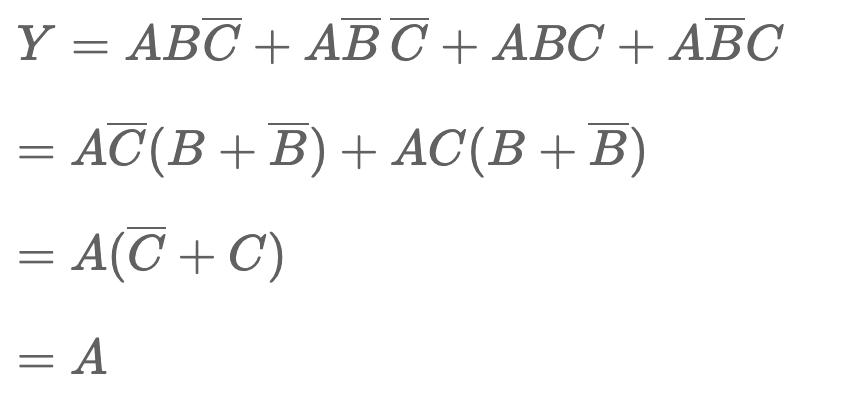 Y = ABC̅ + AB̅ C̅ + ABC + AB̅C
= AC̅(B + B̅) + AC(B + B̅)
= A(C̅ + C)
= A